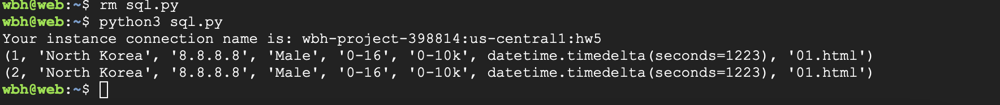 wbh@web:~$ rm sql.py
wbh@web:~$ python3 sql.py
Your instance connection name is: wbh-project-398814:us-central1:hw5
(1, 'North Korea', '8.8.8.8', 'Male', '0-16', '0-10k', datetime.timedelta(seconds=1223), '01.html')
(2, 'North Korea', '8.8.8.8', 'Male', '0-16', '0-10k', datetime.timedelta(seconds=1223), '01.html')
wbh@web:~$